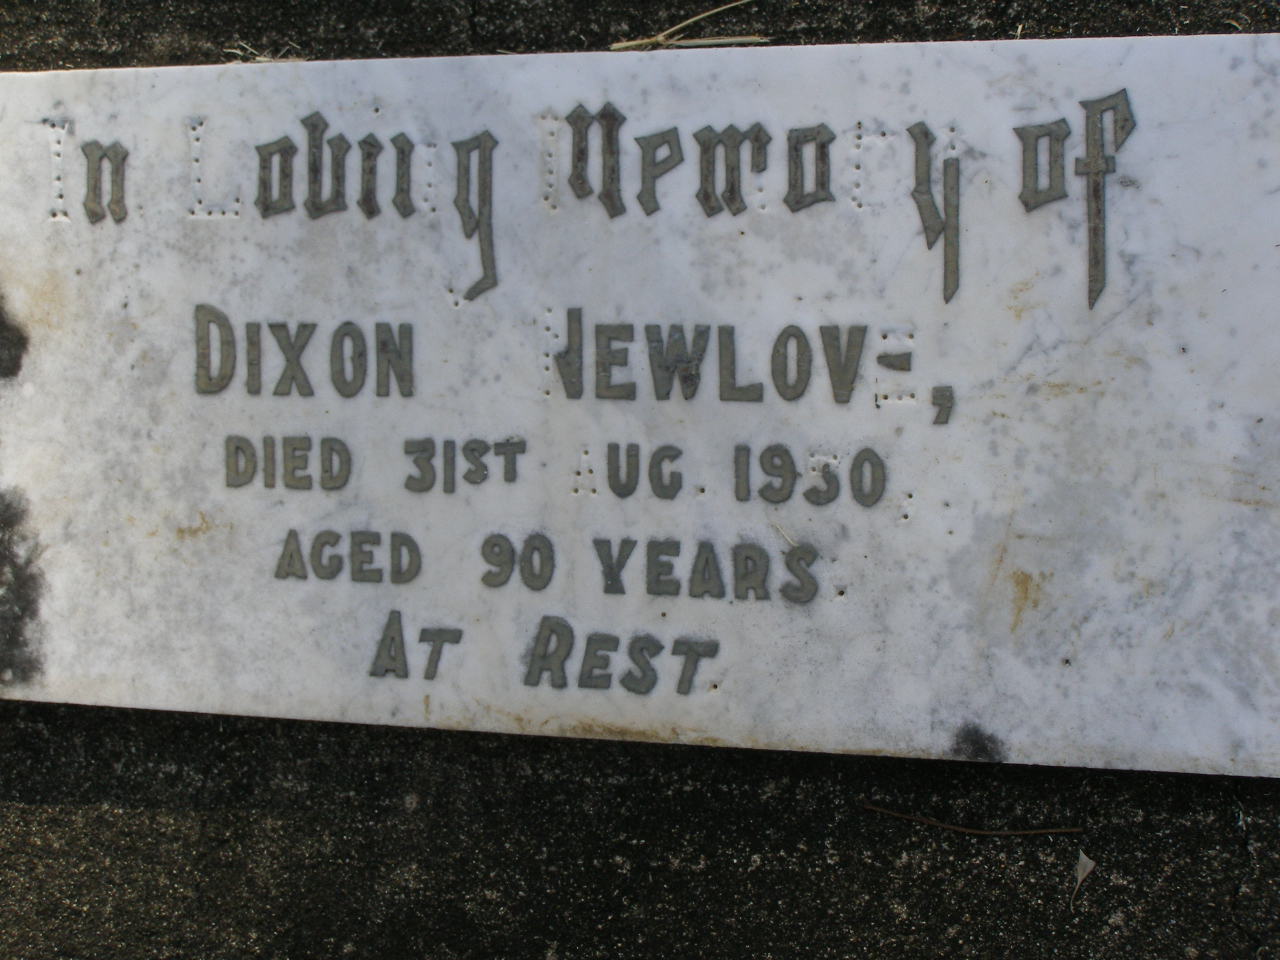 In Loving Memory of
DIXON NEWLOVE,
DIED 31ST AUG. 1930,
AGED 90 YEARS.
AT REST.